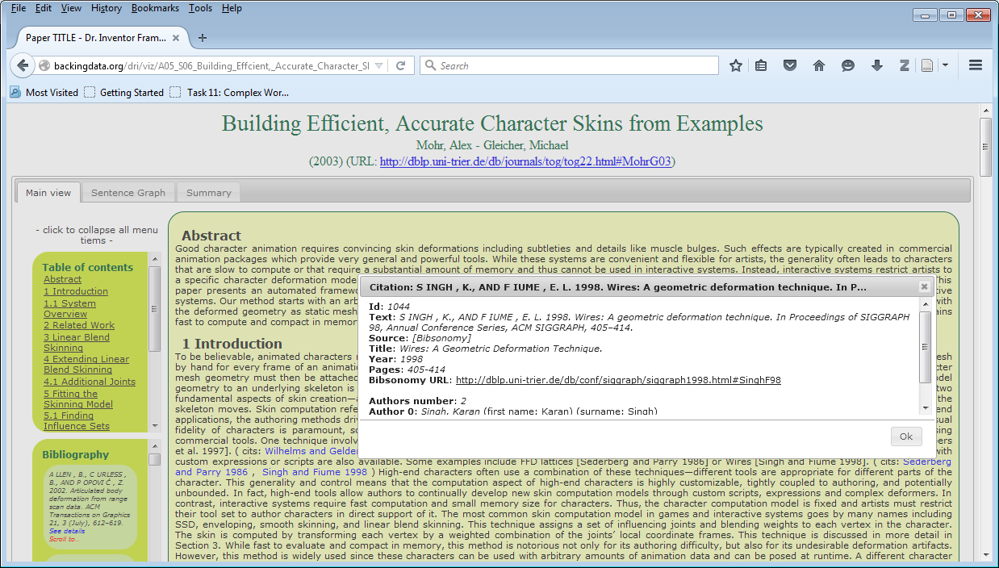 File Edit View History Bookmarks Tools Help
Paper TITLE - Dr. Inventor Fram...
backingdata.org/dri/viz/A05_S06_Building_Effcient,_Accurate_Character_Sl
Search
Most Visited Getting Started Task 11: Complex Wor...
Building Efficient, Accurate Character Skins from Examples
Mohr, Alex - Gleicher, Michael
(2003) (URL: http://dblp.uni-trier.de/db/journals/tog/tog22.html#MohrG03)
Main view Sentence Graph Summary
- click to collapse all menu
tiems -
Table of contents
Abstract
1 Introduction
1.1 System
Overview
2 Related Work
3 Linear Blend
Skinning
4 Extending Linear
Blend Skinning
4.1 Additional Joints
5 Fitting the
Skinning Model
5.1 Finding
Influence Sets
Bibliography
A LLEN , B., C URLESS ,
B., AND P OPOVI Ć , Z.
2002. Articulated body
deformation from range
scan data. ACM
Transactions on Graphics
21, 3 (July), 612–619.
See details
Scroll to..
Abstract
Good character animation requires convincing skin deformations including subtleties and details like muscle bulges. Such effects are typically created in commercial
animation packages which provide very general and powerful tools. While these systems are convenient and flexible for artists, the generality often leads to characters
that are slow to compute or that require a substantial amount of memory and thus cannot be used in interactive systems. Instead, interactive systems restrict artists to
a specific character deformation mode
This
paper presents an automated framewo
systems. Our method starts with an arb
with
the deformed geometry as static mesh
ains
fast to compute and compact in memor
1 Introduction
To be believable, animated characters
mesh
by hand for every frame of an animatio
cter
mesh geometry must then be attached
odel
geometry to an underlying skeleton is
two
fundamental aspects of skin creation—a
the
skeleton moves. Skin computation refe
end
applications, the authoring methods driv
sual
fidelity of characters is paramount, so
sing
commercial tools. One technique involv
pers
et al. 1997]. ( cits: Wilhelms and Gelder
with
custom expressions or scripts are also available. Some examples include FFD lattices [Sederberg and Parry 1986] or Wires [Singh and Fiume 1998]. ( cits: Sederberg
and Parry 1986 , Singh and Fiume 1998 ) High-end characters often use a combination of these techniques—different tools are appropriate for different parts of the
character. This generality and control means that the computation aspect of high-end characters is highly customizable, tightly coupled to authoring, and potentially
unbounded. In fact, high-end tools allow authors to continually develop new skin computation models through custom scripts, expressions and complex deformers. In
contrast, interactive systems require fast computation and small memory size for characters. Thus, the character computation model is fixed and artists must restrict
their tool set to author characters in direct support of it. The most common skin computation model in games and interactive systems goes by many names including
SSD, enveloping, smooth skinning, and linear blend skinning. This technique assigns a set of influencing joints and blending weights to each vertex in the character.
The skin is computed by transforming each vertex by a weighted combination of the joints' local coordinate frames. This technique is discussed in more detail in
Section 3. While fast to evaluate and compact in memory, this method is notorious not only for its authoring difficulty, but also for its undesirable deformation artifacts.
However, this method is widely used since these characters can be used with arbitrary amounts of animation data and can be posed at runtime. A different character
Citation: S INGH , K., AND F IUME , E. L. 1998. Wires: A geometric deformation technique. In P...
Id: 1044
Text: S INGH , K., AND F IUME , E. L. 1998. Wires: A geometric deformation technique. In Proceedings of SIGGRAPH
98, Annual Conference Series, ACM SIGGRAPH, 405–414.
Source: [Bibsonomy]
Title: Wires: A Geometric Deformation Technique.
Year: 1998
Pages: 405-414
Bibsonomy URL: http://dblp.uni-trier.de/db/conf/siggraph/siggraph1998.html#SinghF98
Authors number: 2
Author 0: Singh, Karan (first name: Karan) (surname: Singh)
Ok